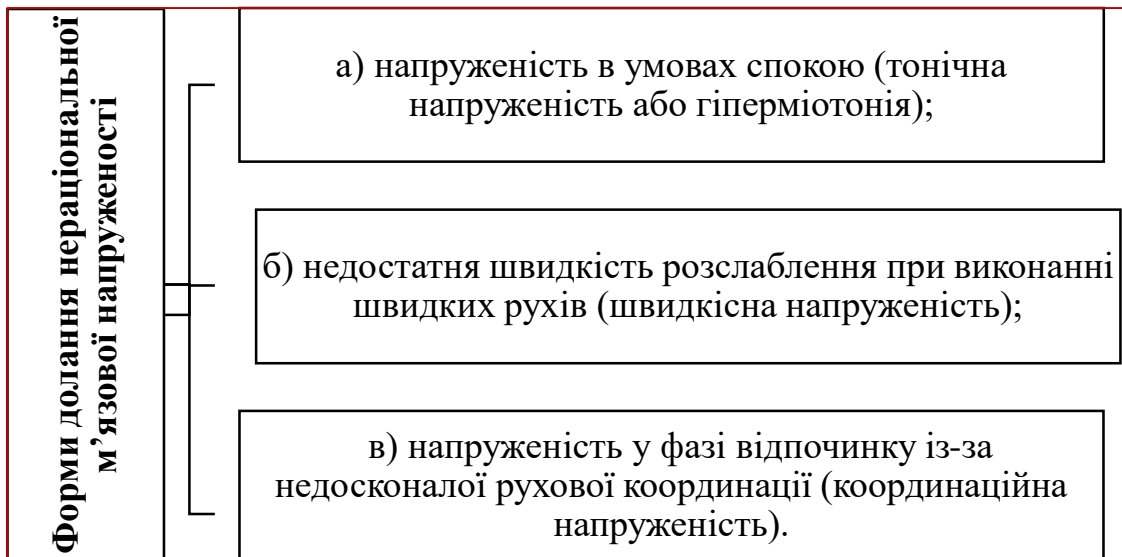 Форми долання нераціональної
м’язової напруженості
а) напруженість в умовах спокою (тонічна
напруженість або гіперміотонія);
б) недостатня швидкість розслаблення при виконанні
швидких рухів (швидкісна напруженість);
в) напруженість у фазі відпочинку із-за
недосконалої рухової координації (координаційна
напруженість).